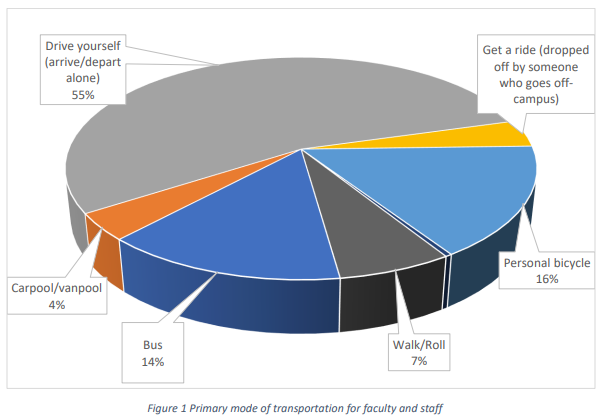 Drive yourself
(arrive/depart
alone)
55%
Get a ride (dropped
off by someone
who goes off-
campus)
Personal bicycle
16%
Carpool/vanpool
4%
Bus
14%
Walk/Roll
7%
Figure 1 Primary mode of transportation for faculty and staff